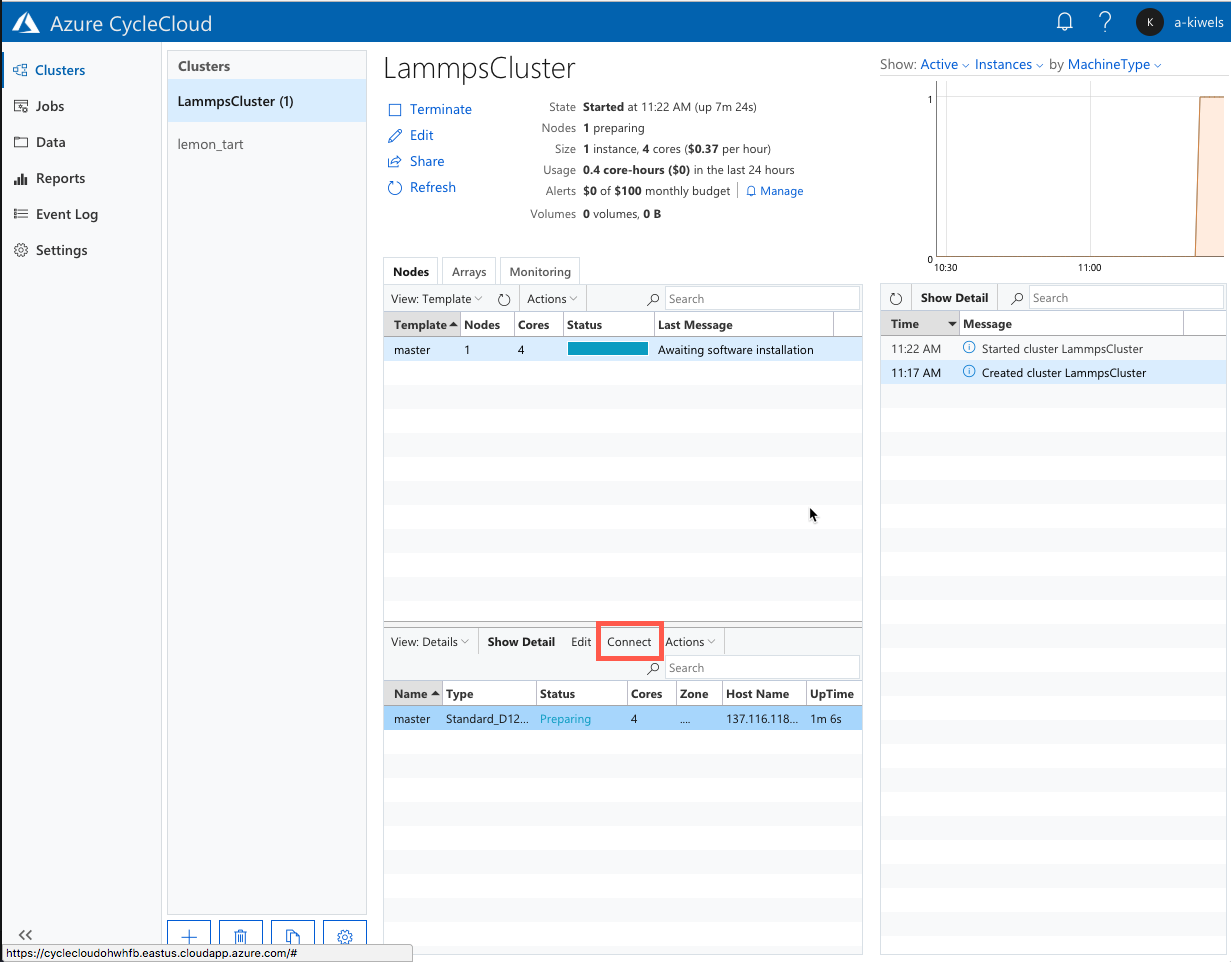 Azure CycleCloud
K a-kiwels
Clusters
Jobs
Data
Reports
Event Log
Settings
Clusters
LammpsCluster (1)
lemon_tart
LammpsCluster
Terminate
Edit
Share
Refresh
State Started at 11:22 AM (up 7m 24s)
Nodes 1 preparing
Size 1 instance, 4 cores ($0.37 per hour)
Usage 0.4 core-hours ($0) in the last 24 hours
Alerts $0 of $100 monthly budget Manage
Volumes 0 volumes, 0 B
Show: Active Instances by MachineType
1
0
10:30 11:00
Nodes Arrays Monitoring
View: Template Actions Search
Template Nodes Cores Status Last Message
master 1 4 Awaiting software installation
Show Detail Search
Time Message
11:22 AM Started cluster LammpsCluster
11:17 AM Created cluster LammpsCluster
View: Details Show Detail Edit Connect Actions
Search
Name Type Status Cores Zone Host Name UpTime
master Standard_D12... Preparing 4 .... 137.116.118... 1m 6s
https://cyclecloudohwhfb.eastus.cloudapp.azure.com/#